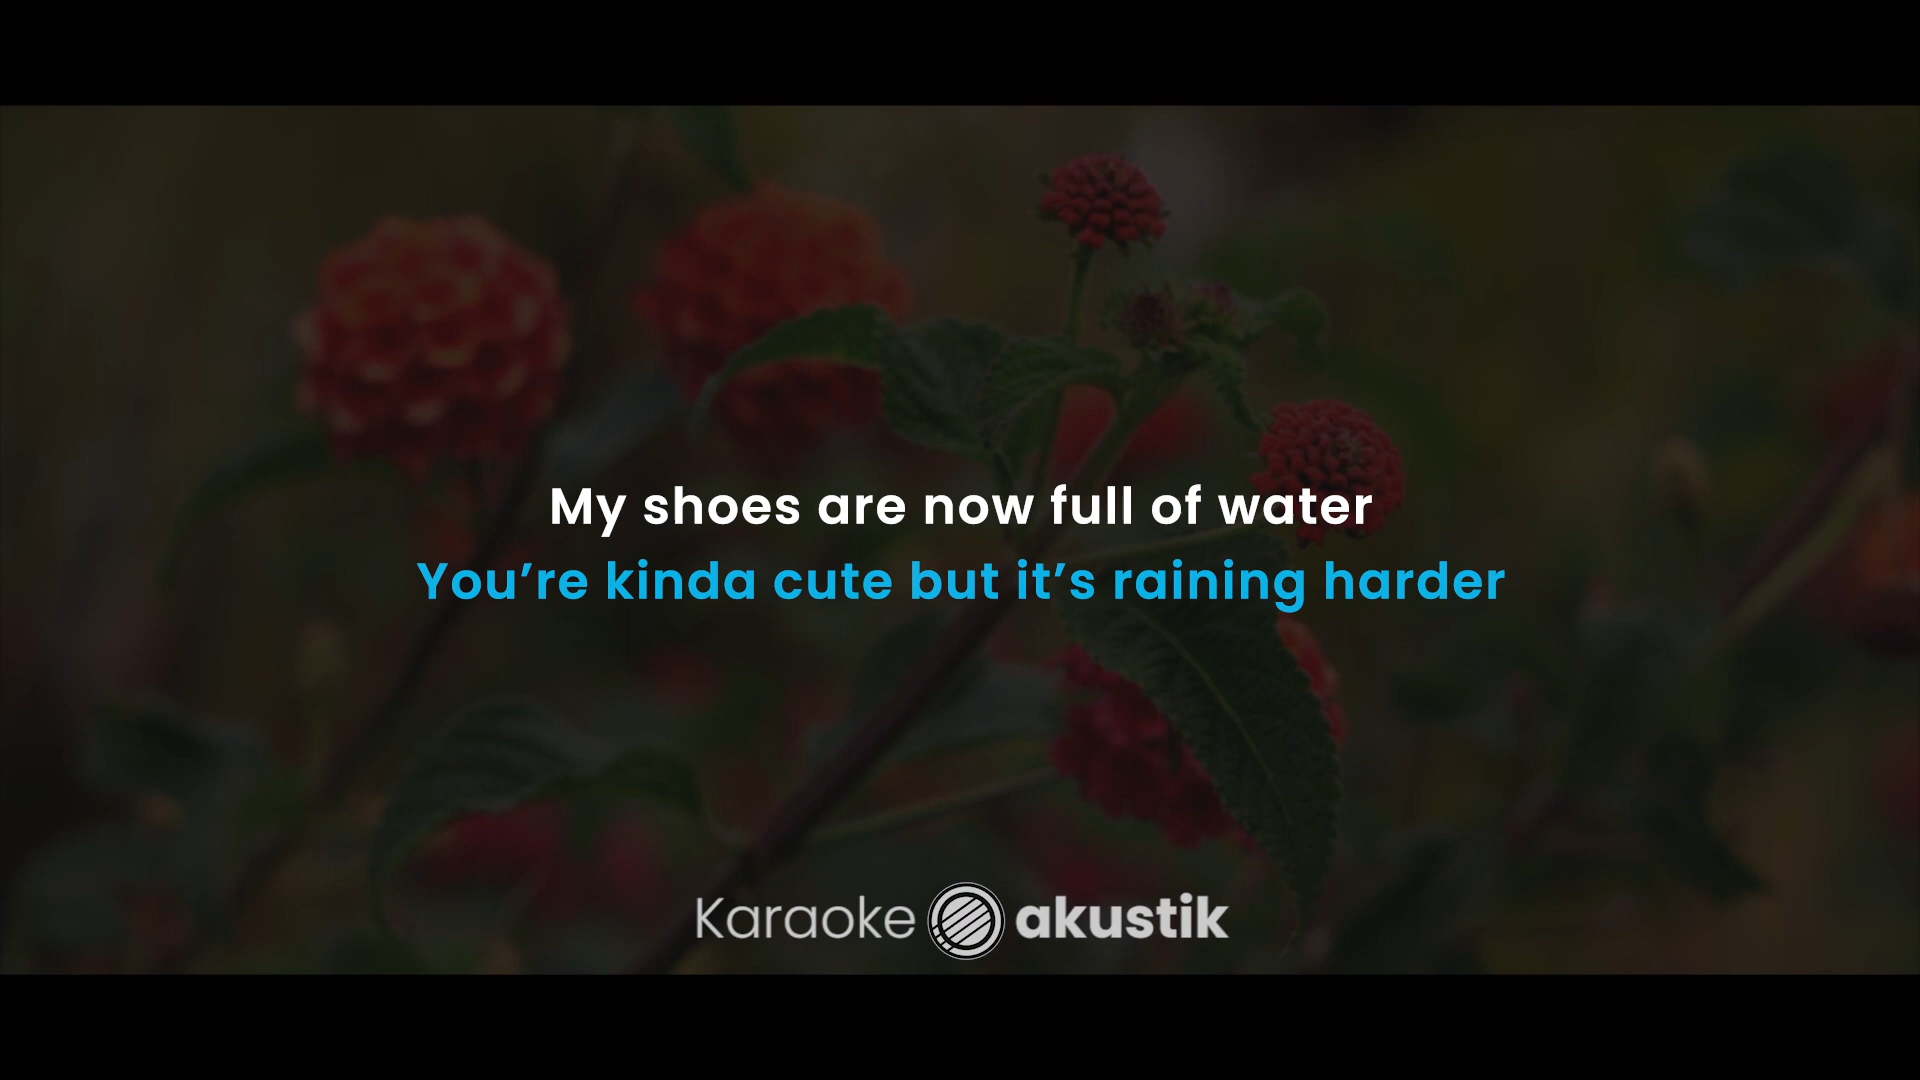 My shoes are now full of water
You’re kinda cute but it’s raining harder
Karaoke akustik